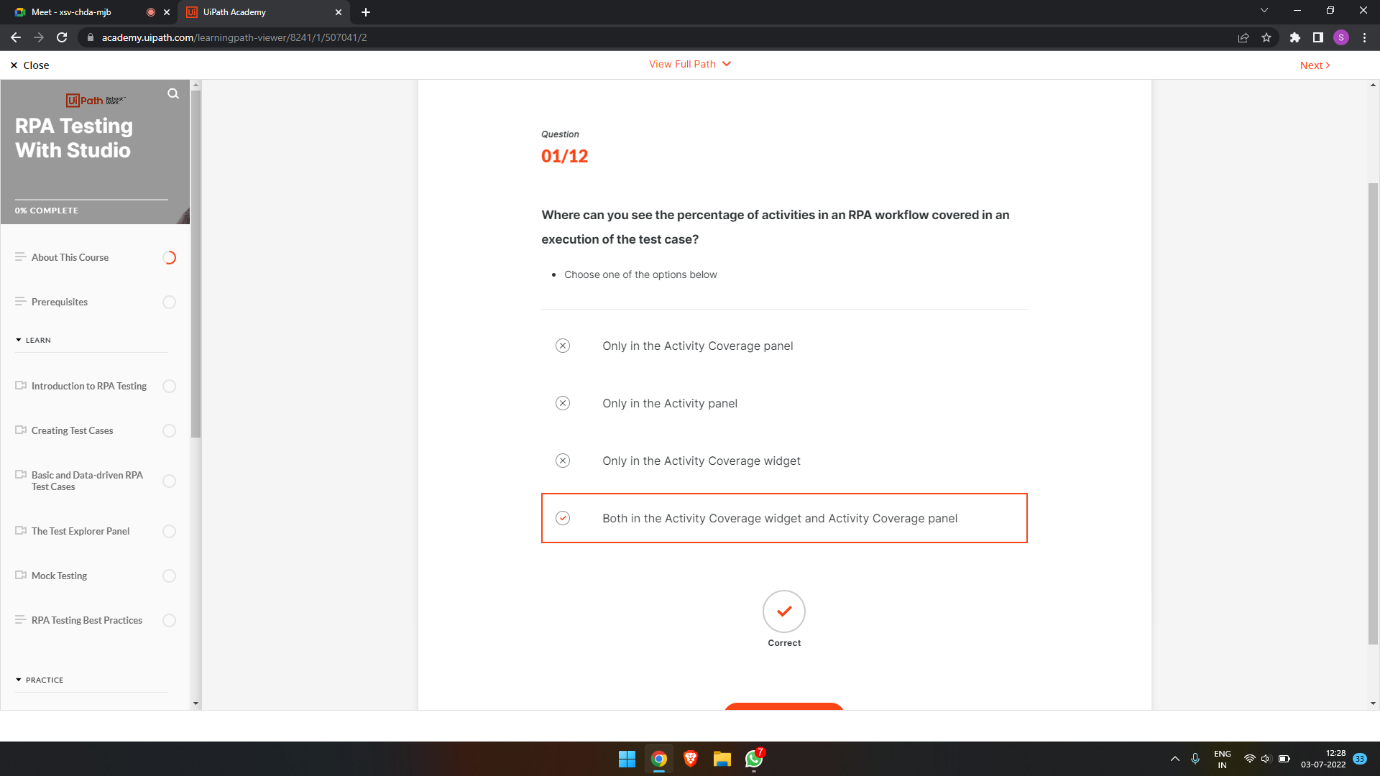 Meet - xsv-chda-mjb
UiPath Academy
academy.uipath.com/learningpath-viewer/8241/1/507041/2
S
Close
View Full Path
Next
UiPath
RPA Testing
With Studio
0% COMPLETE
About This Course
Prerequisites
LEARN
Introduction to RPA Testing
Creating Test Cases
Basic and Data-driven RPA
Test Cases
The Test Explorer Panel
Mock Testing
RPA Testing Best Practices
PRACTICE
Question
01/12
Where can you see the percentage of activities in an RPA workflow covered in an
execution of the test case?
• Choose one of the options below
Only in the Activity Coverage panel
Only in the Activity panel
Only in the Activity Coverage widget
Both in the Activity Coverage widget and Activity Coverage panel
Correct
7
ENG
IN
12:28
03-07-2022
33